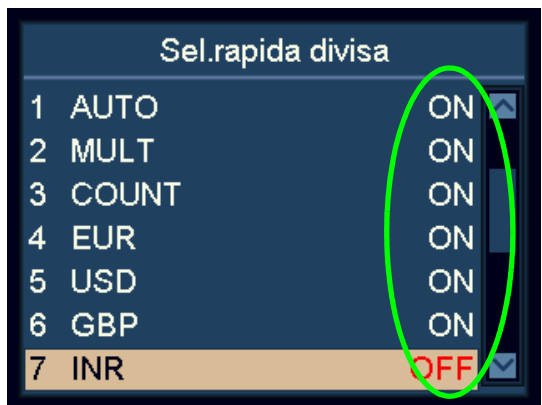 Sel.rapida divisa
1 AUTO ON
2 MULT ON
3 COUNT ON
4 EUR ON
5 USD ON
6 GBP ON
7 INR OFF